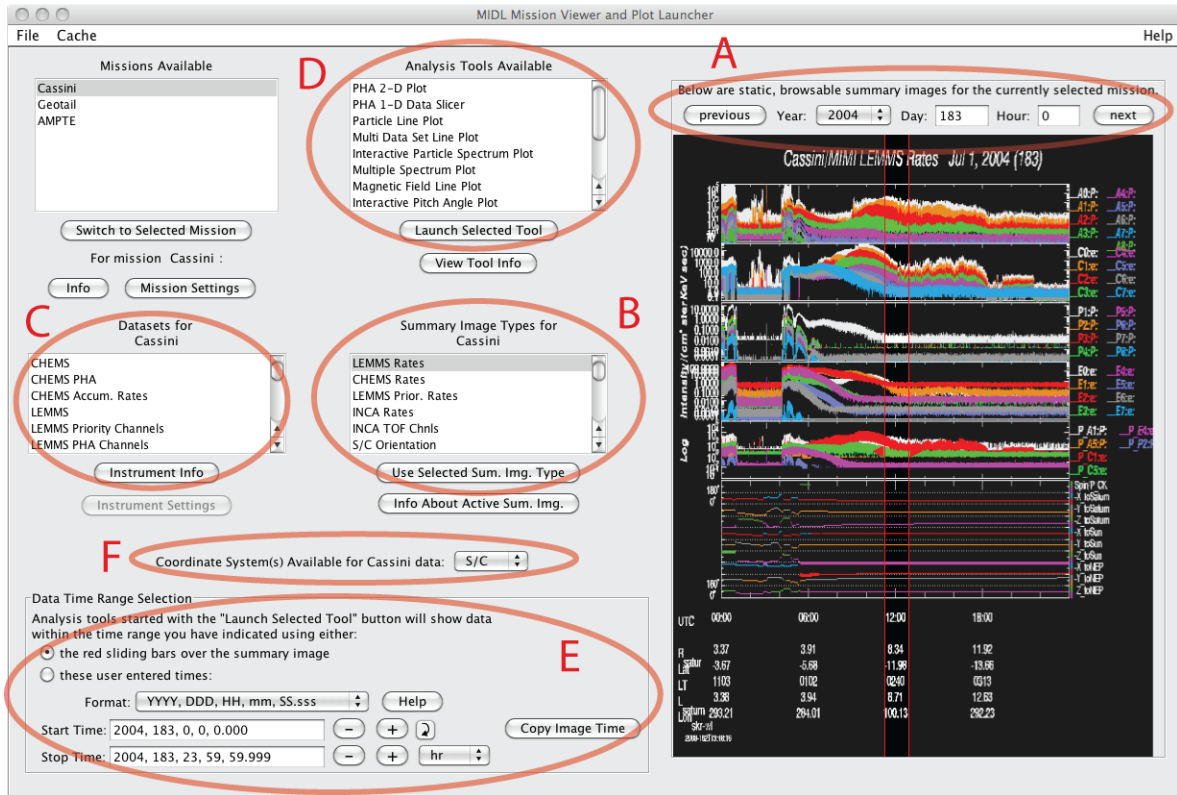 MIDL Mission Viewer and Plot Launcher
File Cache Help
A
B
C
D
E
F
Missions Available
Cassini
Geotail
AMPTE
Switch to Selected Mission
For mission Cassini :
Info Mission Settings
Analysis Tools Available
PHA 2-D Plot
PHA 1-D Data Slicer
Particle Line Plot
Multi Data Set Line Plot
Interactive Particle Spectrum Plot
Multiple Spectrum Plot
Magnetic Field Line Plot
Interactive Pitch Angle Plot
Launch Selected Tool
View Tool Info
Datasets for
Cassini
CHEMS
CHEMS PHA
CHEMS Accum. Rates
LEMMS
LEMMS Priority Channels
LEMMS PHA Channels
Instrument Info
Instrument Settings
Summary Image Types for
Cassini
LEMMS Rates
CHEMS Rates
LEMMS Prior. Rates
INCA Rates
INCA TOF Chnls
S/C Orientation
Use Selected Sum. Img. Type
Info About Active Sum. Img.
Coordinate System(s) Available for Cassini data: S/C
Data Time Range Selection
Analysis tools started with the "Launch Selected Tool" button will show data
within the time range you have indicated using either:
the red sliding bars over the summary image
these user entered times:
Format: YYYY, DDD, HH, mm, SS.sss Help
Start Time: 2004, 183, 0, 0, 0.000 - +
Copy Image Time
Stop Time: 2004, 183, 23, 59, 59.999 - + hr
Below are static, browsable summary images for the currently selected mission.
previous Year: 2004 Day: 183 Hour: 0 next
Cassini/MIMI LEMMS Rates Jul 1, 2004 (183)
Log Intensity/(cm² ster KeV sec)
UTC 00:00 06:00 12:00 18:00
R 3.37 3.91 8.34 11.92
Lat -3.67 -5.68 -11.98 -13.66
LT 1103 0102 0240 0313
L 3.38 3.94 8.71 12.63
Lon 293.21 284.01 100.13 292.23